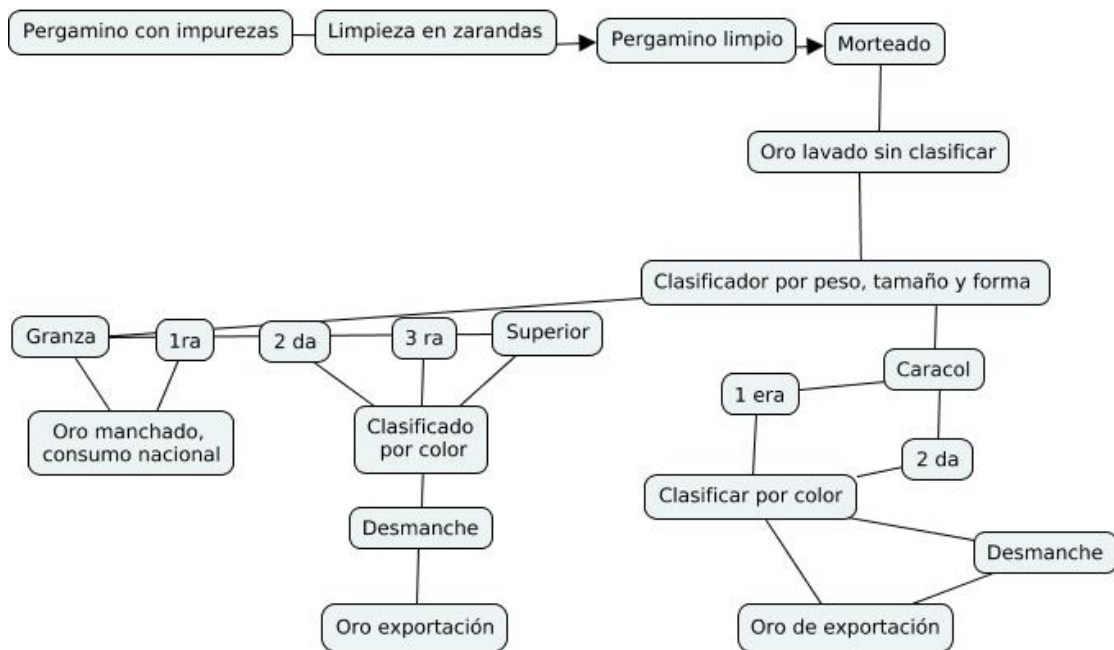 Pergamino con impurezas
Limpieza en zarandas
Pergamino limpio
Morteado
Oro lavado sin clasificar
Clasificador por peso, tamaño y forma
Granza
1ra
2 da
3 ra
Superior
Caracol
1 era
2 da
Oro manchado,
consumo nacional
Clasificado
por color
Clasificar por color
Desmanche
Desmanche
Oro exportación
Oro de exportación